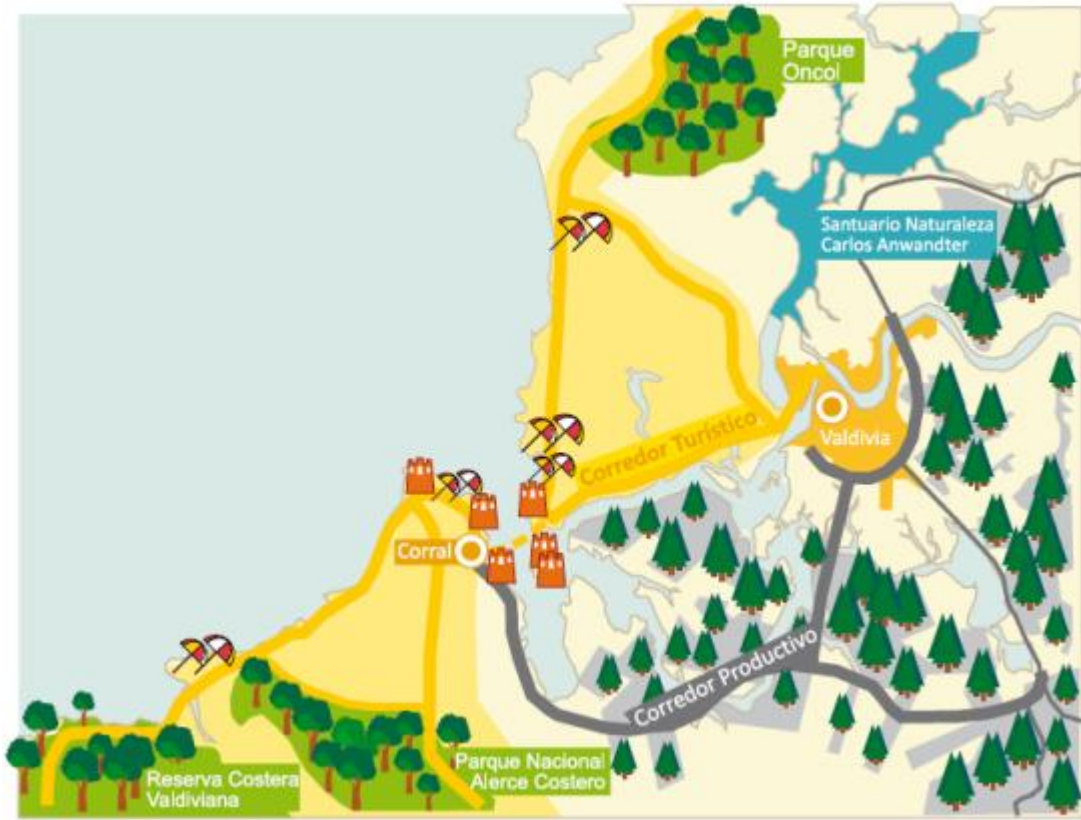 Parque
Oncol
Santuario Naturaleza
Carlos Anwandter
Corredor Turístico
Valdivia
Corral
Corredor Productivo
Parque Nacional
Alerce Costero
Reserva Costera
Valdiviana